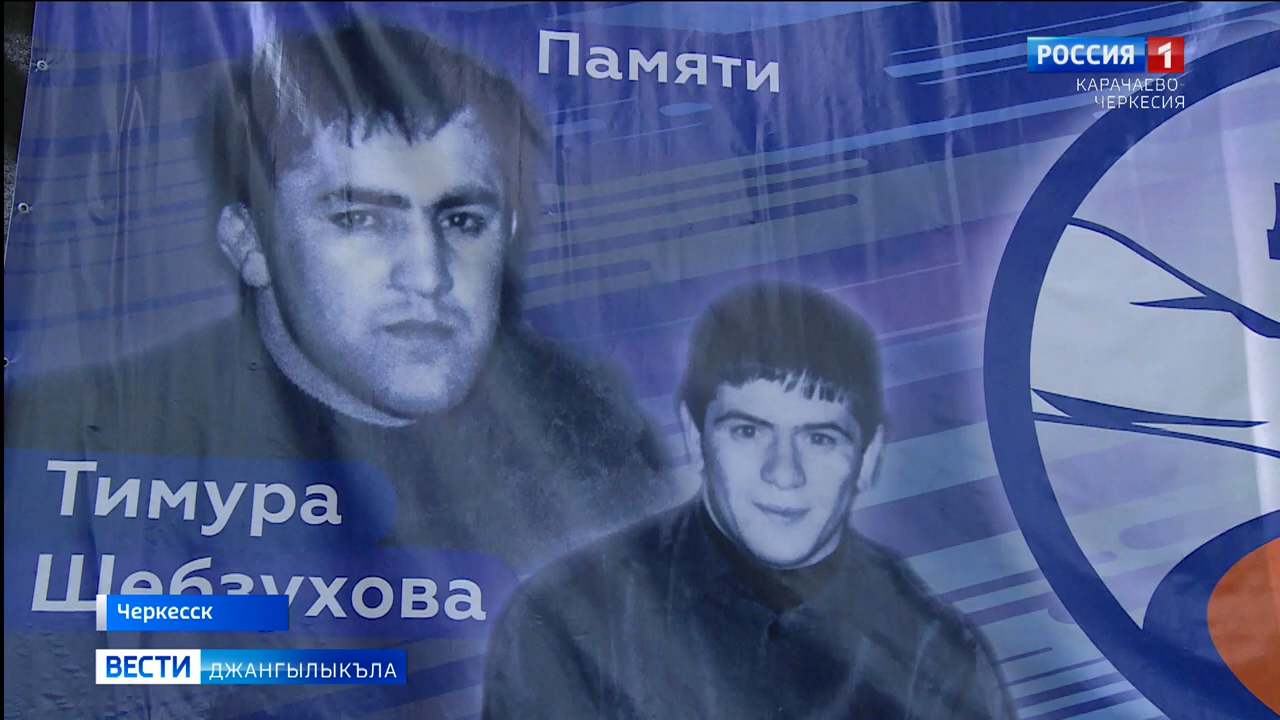 Памяти
РОССИЯ 1
КАРАЧАЕВО-
ЧЕРКЕСИЯ
Тимура
Шебзухова
Черкесск
ВЕСТИ ДЖАНГЫЛЫКЪЛА